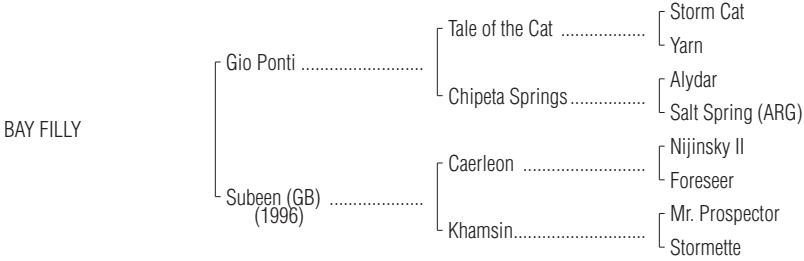 Storm Cat
Tale of the Cat ..................
Yarn
Gio Ponti ..........................
Alydar
Chipeta Springs ................
Salt Spring (ARG)
BAY FILLY
Nijinsky II
Caerleon ..........................
Foreseer
Subeen (GB) ....................
(1996)
Mr. Prospector
Khamsin............................
Stormette